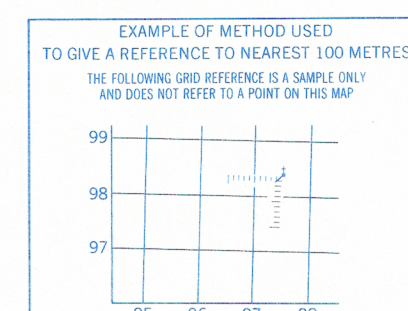 EXAMPLE OF METHOD USED
TO GIVE A REFERENCE TO NEAREST 100 METRES
THE FOLLOWING GRID REFERENCE IS A SAMPLE ONLY
AND DOES NOT REFER TO A POINT ON THIS MAP
99
98
97